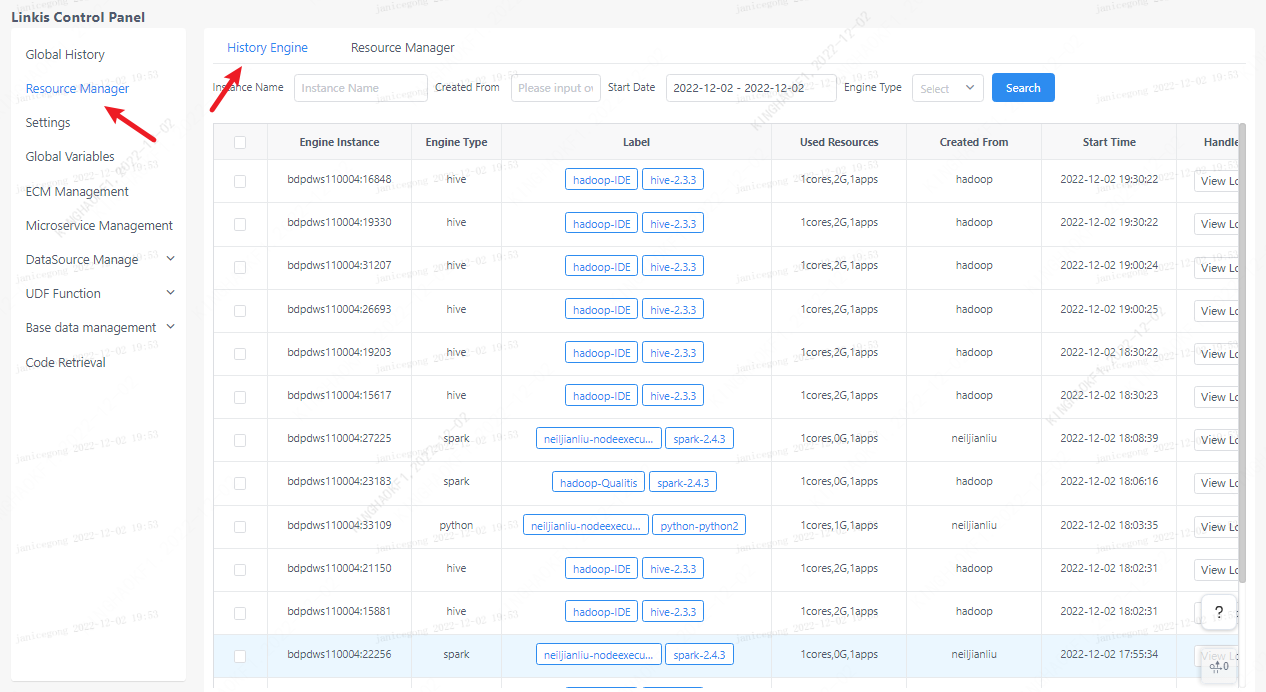 Linkis Control Panel
Global History
Resource Manager
Settings
Global Variables
ECM Management
Microservice Management
DataSource Manage
UDF Function
Base data management
Code Retrieval
History Engine Resource Manager
Instance Name Instance Name Created From Please input ow Start Date 2022-12-02 - 2022-12-02 Engine Type Select Search
Engine Instance Engine Type Label Used Resources Created From Start Time Handle
bdpdws110004:16848 hive hadoop-IDE hive-2.3.3 1cores,2G,1apps hadoop 2022-12-02 19:30:22 View Lo
bdpdws110004:19330 hive hadoop-IDE hive-2.3.3 1cores,2G,1apps hadoop 2022-12-02 19:30:22 View Lo
bdpdws110004:31207 hive hadoop-IDE hive-2.3.3 1cores,2G,1apps hadoop 2022-12-02 19:00:24 View Lo
bdpdws110004:26693 hive hadoop-IDE hive-2.3.3 1cores,2G,1apps hadoop 2022-12-02 19:00:25 View Lo
bdpdws110004:19203 hive hadoop-IDE hive-2.3.3 1cores,2G,1apps hadoop 2022-12-02 18:30:22 View Lo
bdpdws110004:15617 hive hadoop-IDE hive-2.3.3 1cores,2G,1apps hadoop 2022-12-02 18:30:23 View Lo
bdpdws110004:27225 spark neiljianliu-nodeexecu... spark-2.4.3 1cores,0G,1apps neiljianliu 2022-12-02 18:08:39 View Lo
bdpdws110004:23183 spark hadoop-Qualitis spark-2.4.3 1cores,0G,1apps hadoop 2022-12-02 18:06:16 View Lo
bdpdws110004:33109 python neiljianliu-nodeexecu... python-python2 1cores,1G,1apps neiljianliu 2022-12-02 18:03:35 View Lo
bdpdws110004:21150 hive hadoop-IDE hive-2.3.3 1cores,2G,1apps hadoop 2022-12-02 18:02:31 View Lo
bdpdws110004:15881 hive hadoop-IDE hive-2.3.3 1cores,2G,1apps hadoop 2022-12-02 18:02:31 ?
bdpdws110004:22256 spark neiljianliu-nodeexecu... spark-2.4.3 1cores,0G,1apps neiljianliu 2022-12-02 17:55:34 View Lo
0